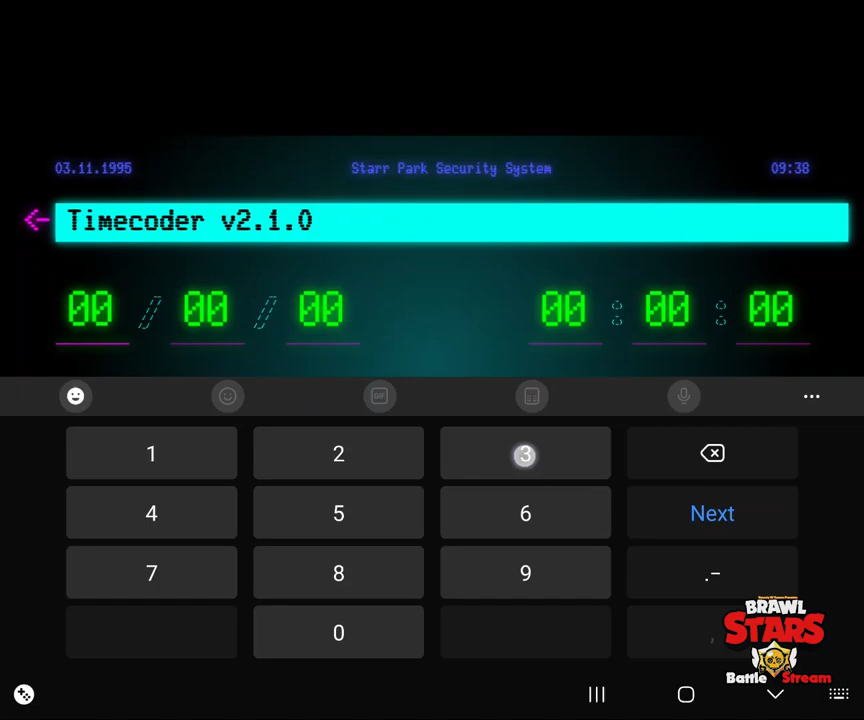 03.11.1995 Starr Park Security System 09:38
Timecoder v2.1.0
00 / 00 / 00 00 : 00 : 00
GIF
1 2 3
4 5 6 Next
7 8 9 .-
0 ,
BRAWL
STARS
Battle Stream